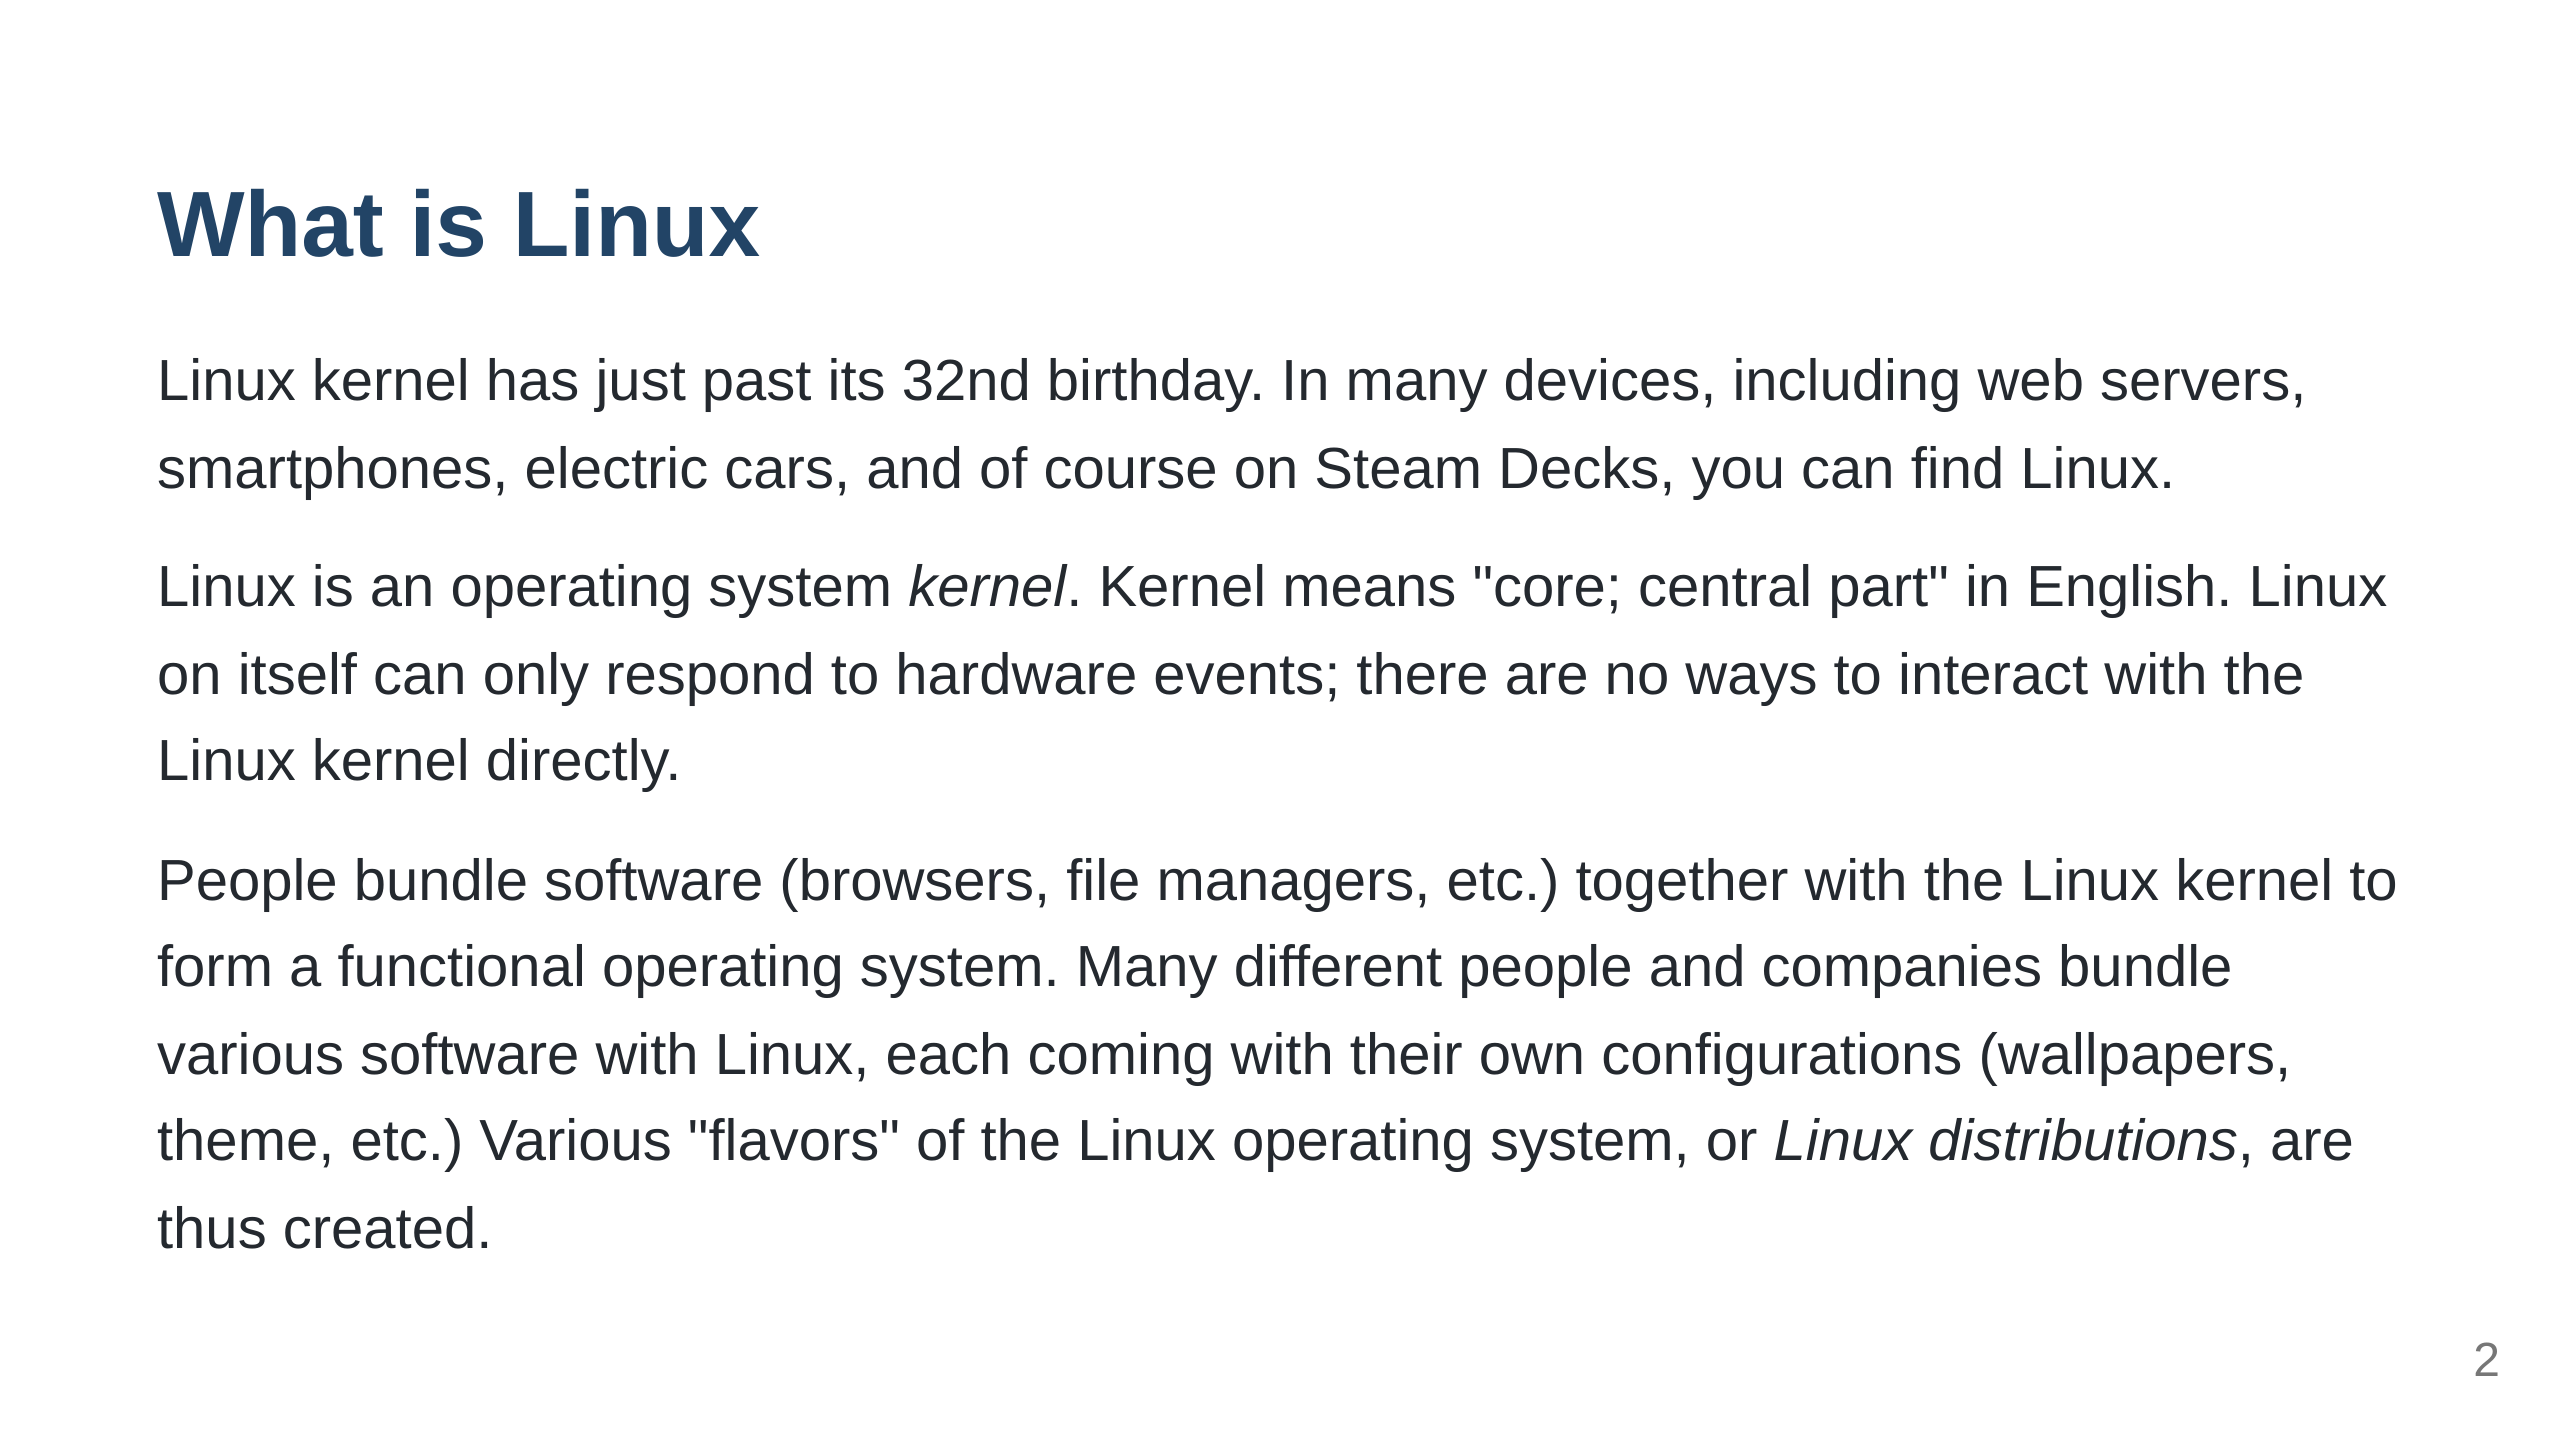 What is Linux
Linux kernel has just past its 32nd birthday. In many devices, including web servers,
smartphones, electric cars, and of course on Steam Decks, you can find Linux.
Linux is an operating system kernel. Kernel means "core; central part" in English. Linux
on itself can only respond to hardware events; there are no ways to interact with the
Linux kernel directly.
People bundle software (browsers, file managers, etc.) together with the Linux kernel to
form a functional operating system. Many different people and companies bundle
various software with Linux, each coming with their own configurations (wallpapers,
theme, etc.) Various "flavors" of the Linux operating system, or Linux distributions, are
thus created.
2